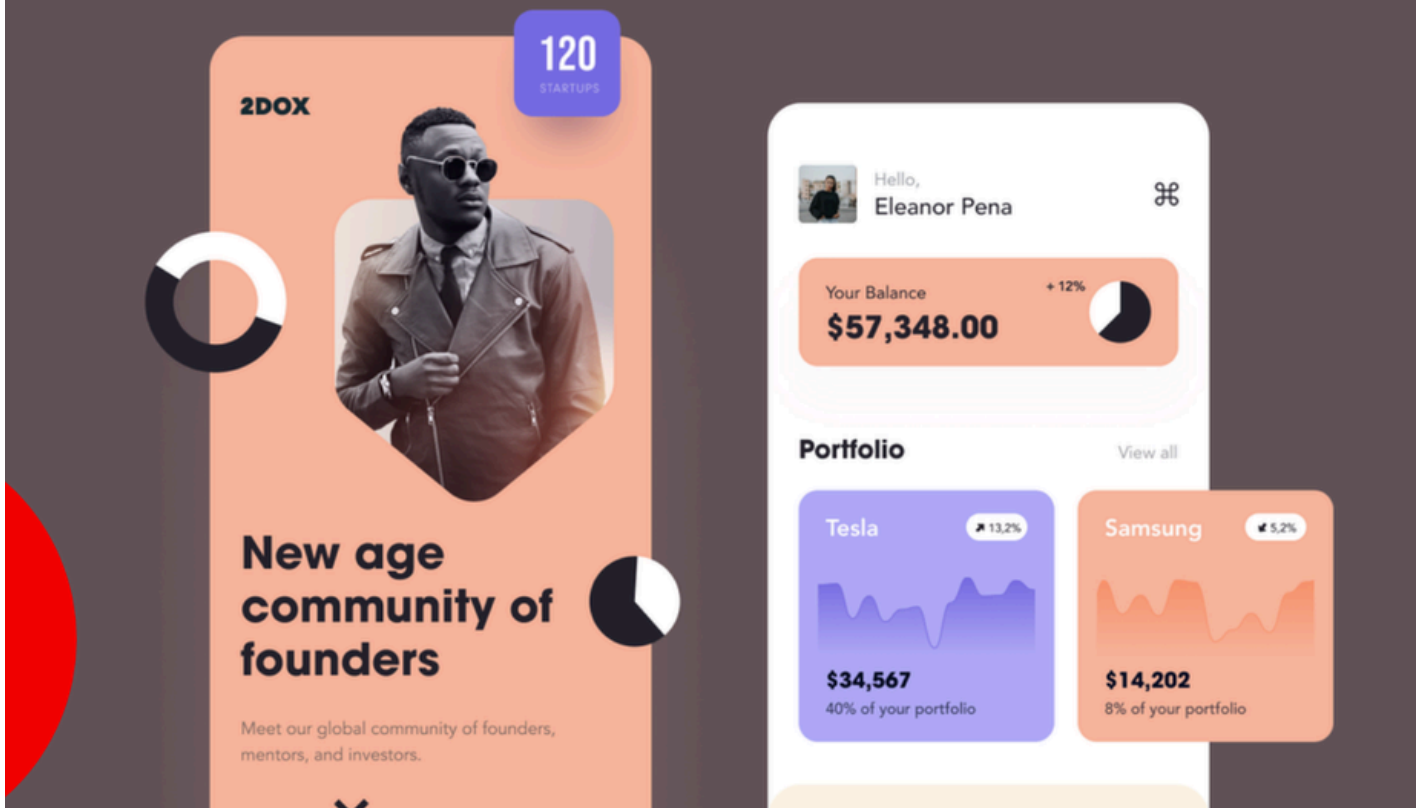 120
STARTUPS
2DOX
New age
community of
founders
Meet our global community of founders,
mentors, and investors.
Hello,
Eleanor Pena
⌘
Your Balance
+ 12%
$57,348.00
Portfolio
View all
Tesla
13,2%
$34,567
40% of your portfolio
Samsung
5,2%
$14,202
8% of your portfolio